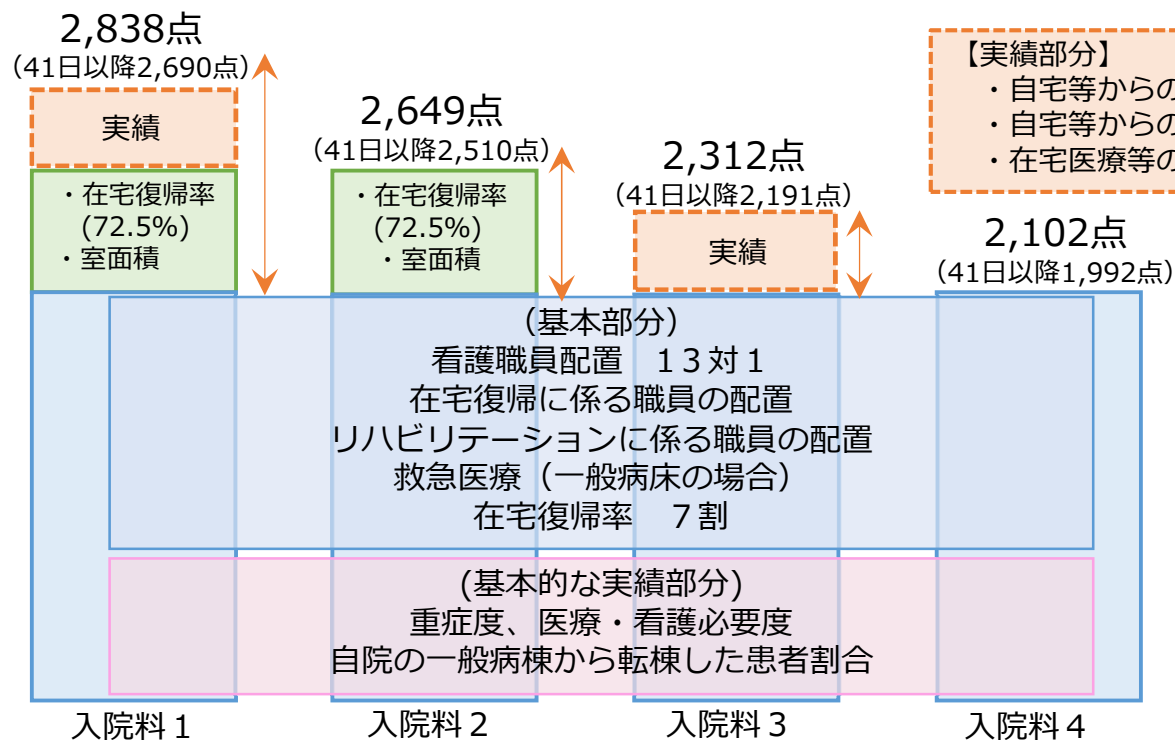 2,838点
(41日以降2,690点)
実績
・在宅復帰率
(72.5%)
・室面積
2,649点
(41日以降2,510点)
・在宅復帰率
(72.5%)
・室面積
2,312点
(41日以降2,191点)
実績
【実績部分】
・自宅等からの
・自宅等からの
・在宅医療等の
2,102点
(41日以降1,992点)
(基本部分)
看護職員配置　１３対１
在宅復帰に係る職員の配置
リハビリテーションに係る職員の配置
救急医療（一般病床の場合）
在宅復帰率　７割
(基本的な実績部分)
重症度、医療・看護必要度
自院の一般病棟から転棟した患者割合
入院料１
入院料２
入院料３
入院料４